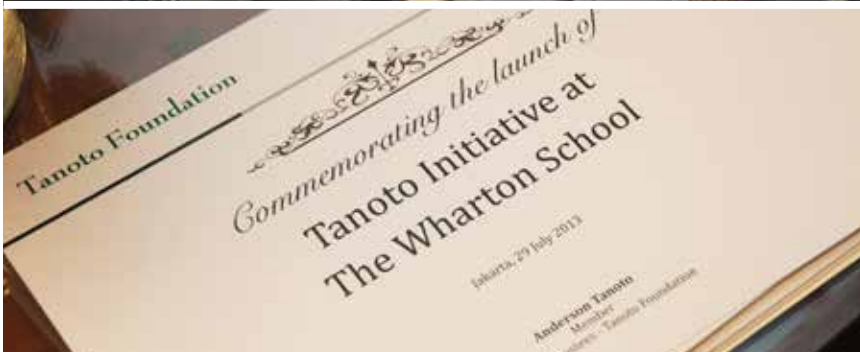 Tanoto Foundation
Commemorating the launch of
Tanoto Initiative at
The Wharton School
Jakarta, 29 July 2013
Anderson Tanoto
Member
- Tanoto Foundation